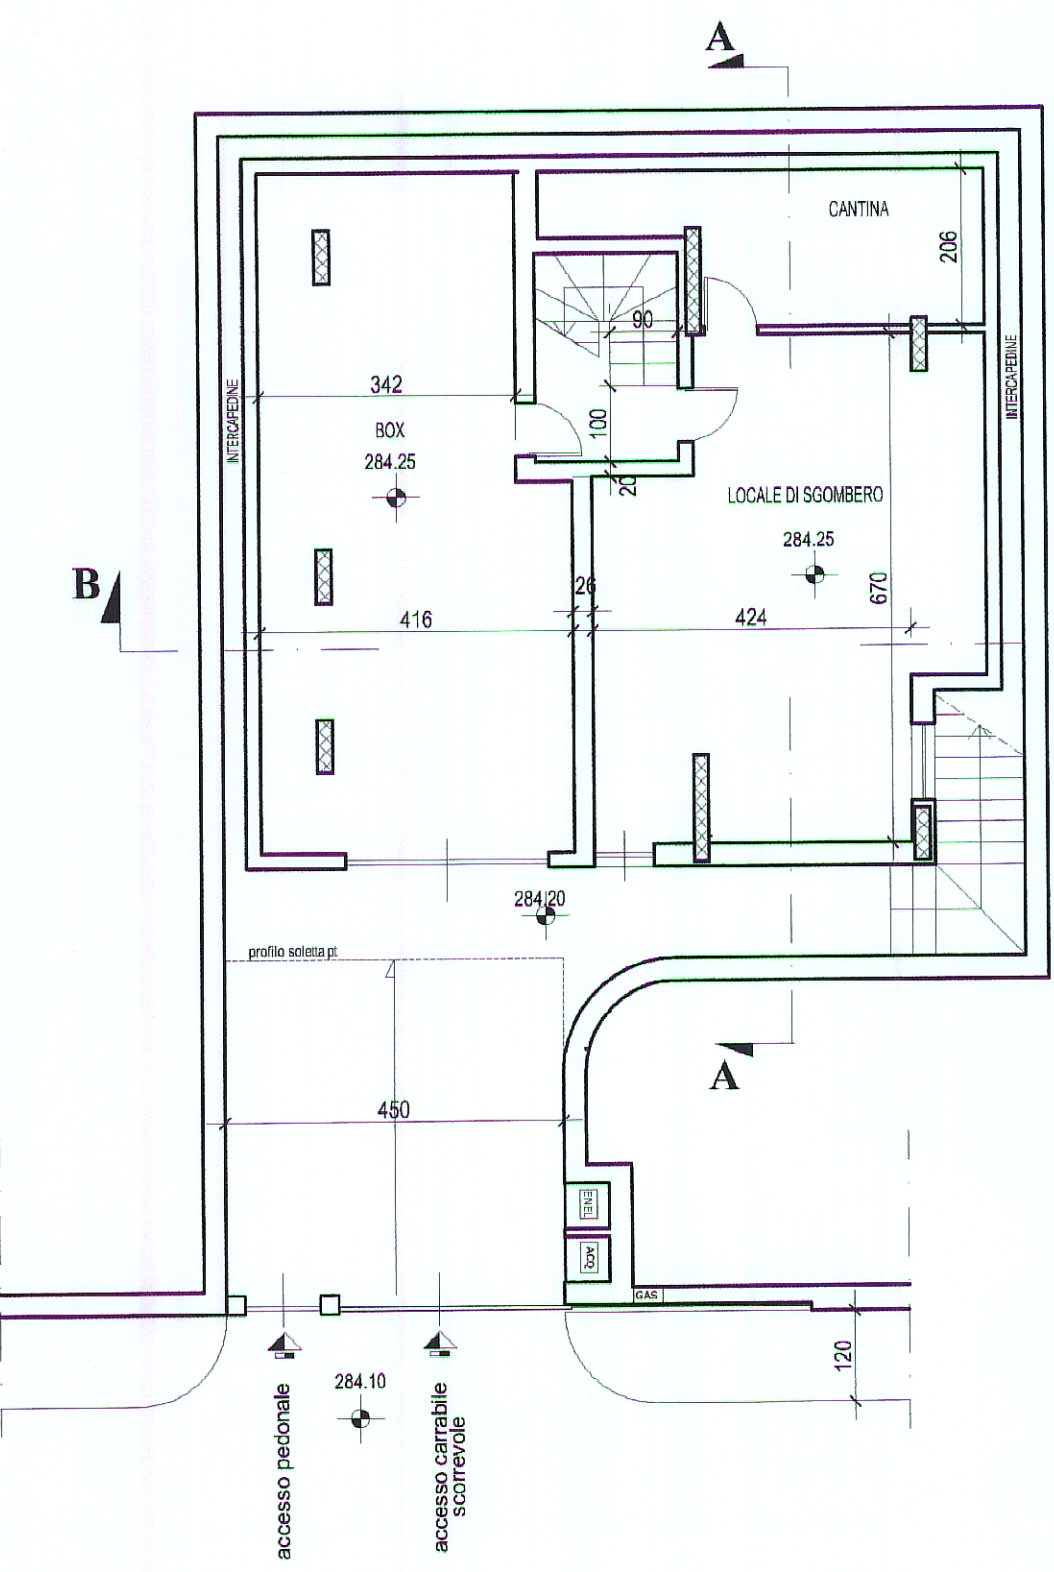 A
CANTINA
206
90
INTERCAPEDINE
INTERCAPEDINE
342
BOX
284.25
100
20
LOCALE DI SGOMBERO
284.25
B
26
670
416
424
284.20
profilo soletta pt
A
450
ENEL
ACQ
GAS
120
284.10
accesso pedonale
accesso carrabile
scorrevole